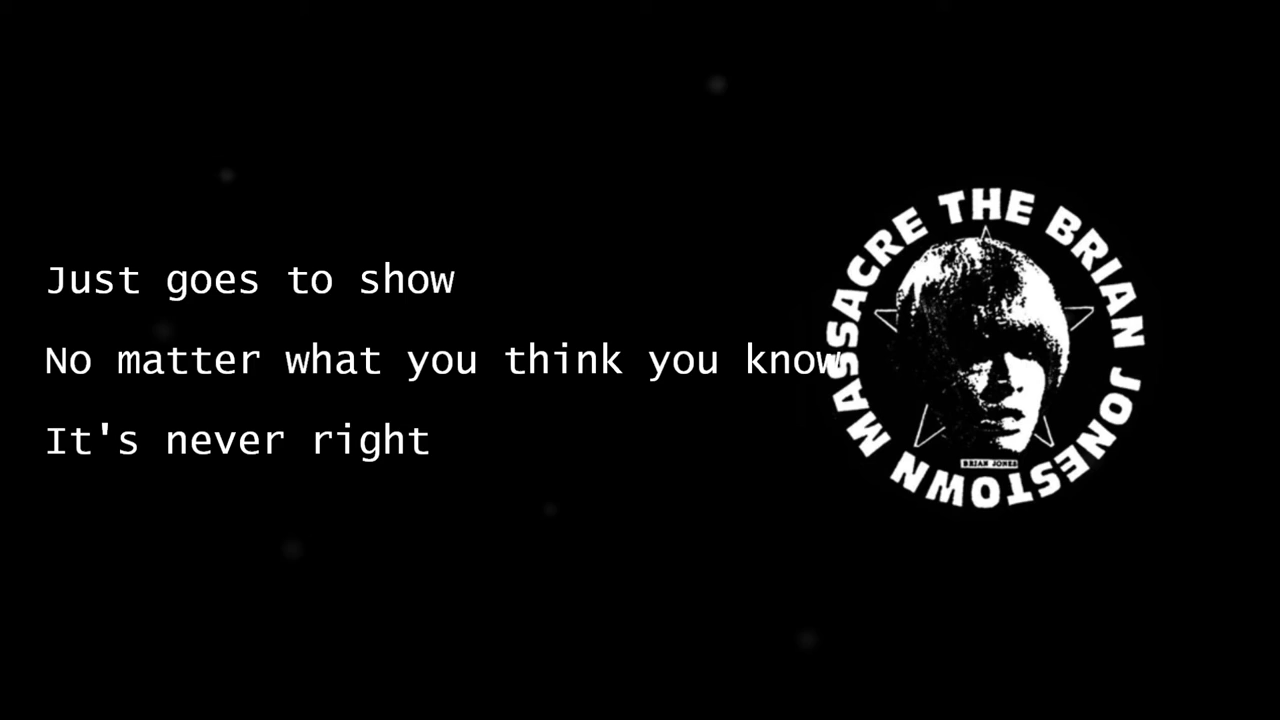 Just goes to show
No matter what you think you know
It's never right
THE BRIAN JONESTOWN MASSACRE
BRIAN JONES